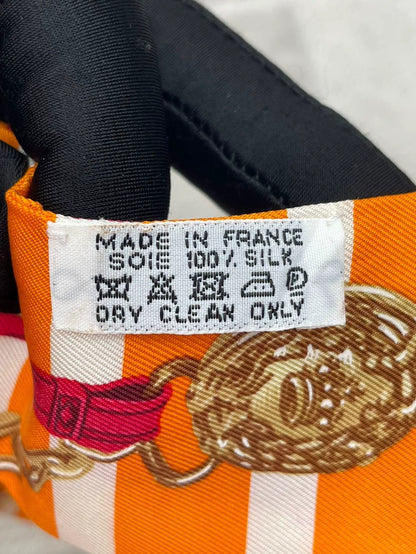 MADE IN FRANCE
SOIE 100% SILK
P
DRY CLEAN ONLY